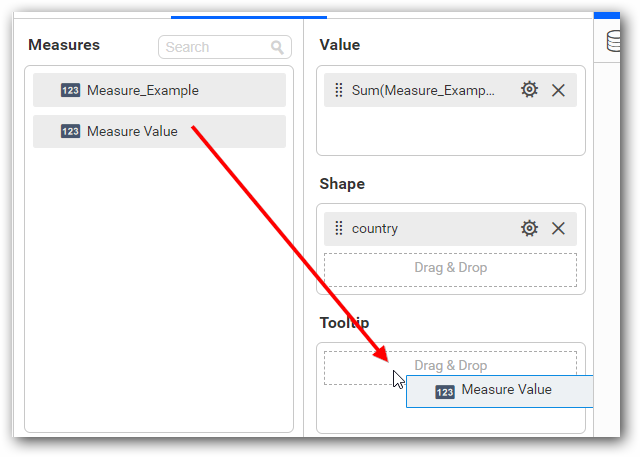 Measures
Search
123 Measure_Example
123 Measure Value
Value
Sum(Measure_Examp...
Shape
country
Drag & Drop
Tooltip
Drag & Drop
123 Measure Value